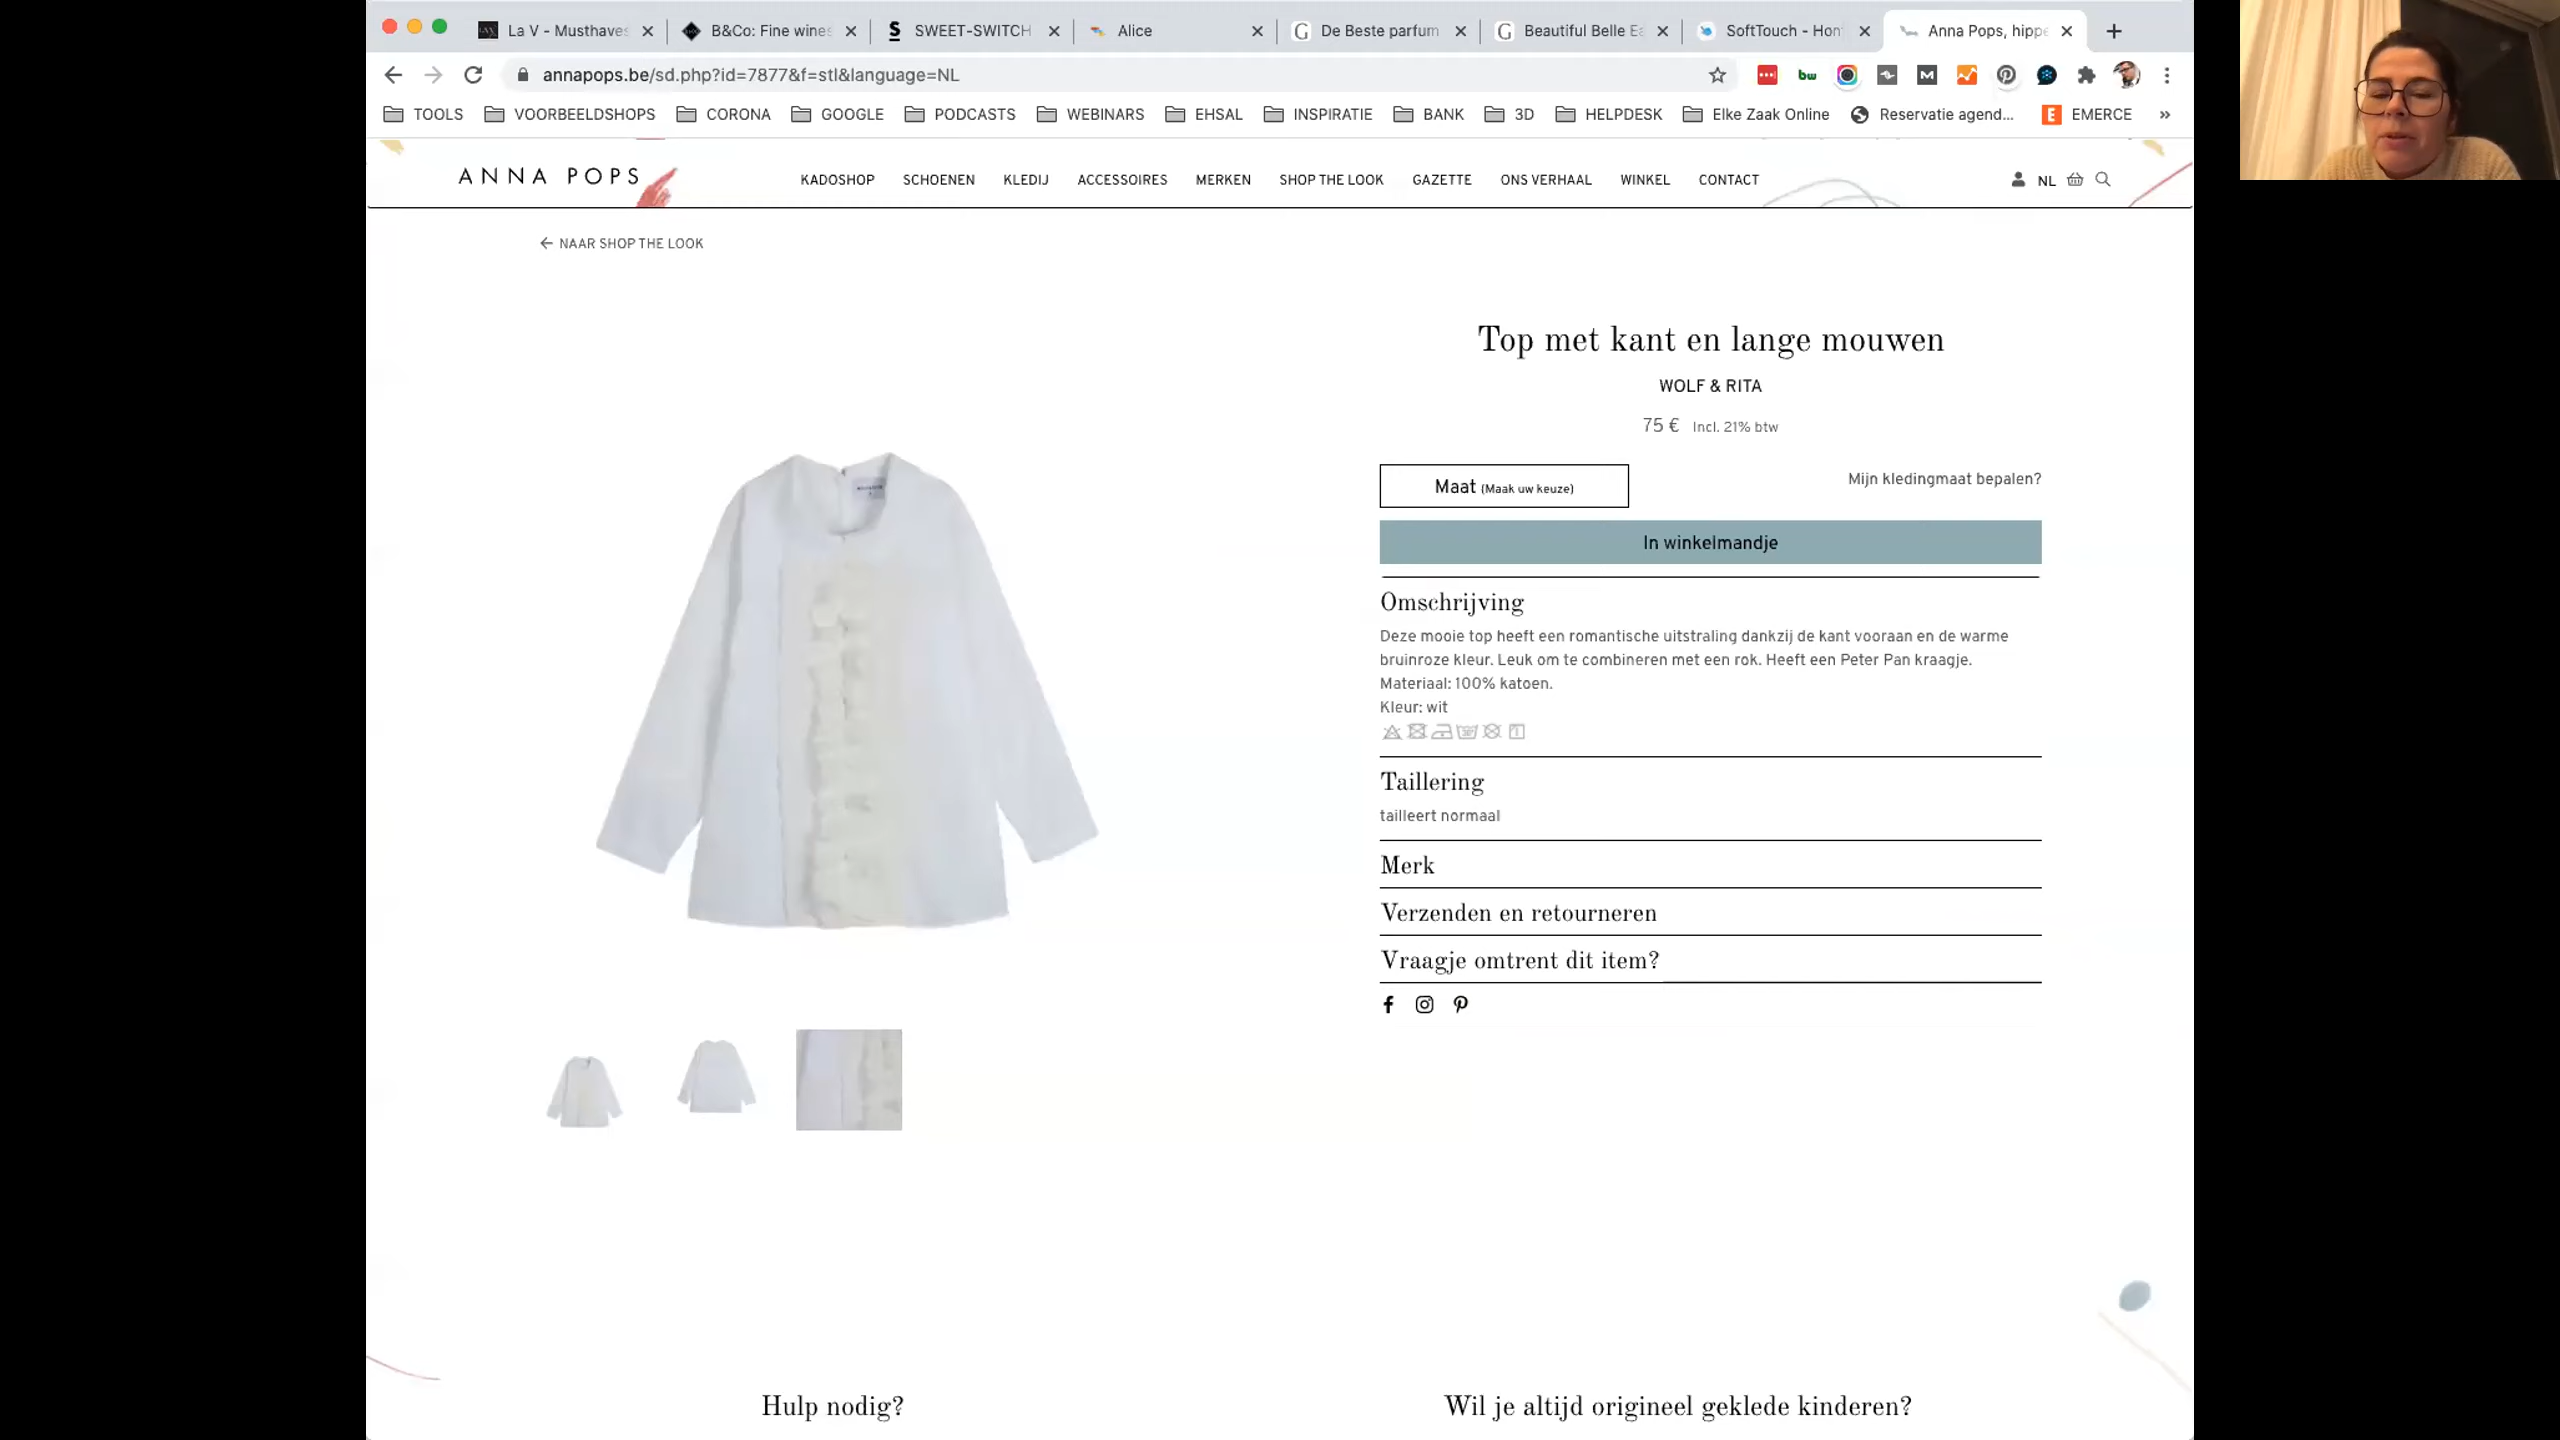 La V - Musthaves
B&Co: Fine wines
SWEET-SWITCH
Alice
De Beste parfum
Beautiful Belle Ea
SoftTouch - Hon
Anna Pops, hippe
annapops.be/sd.php?id=7877&f=stl&language=NL
TOOLS
VOORBEELDSHOPS
CORONA
GOOGLE
PODCASTS
WEBINARS
EHSAL
INSPIRATIE
BANK
3D
HELPDESK
Elke Zaak Online
Reservatie agend...
EMERCE
ANNA POPS
KADOSHOP
SCHOENEN
KLEDIJ
ACCESSOIRES
MERKEN
SHOP THE LOOK
GAZETTE
ONS VERHAAL
WINKEL
CONTACT
NL
NAAR SHOP THE LOOK
Top met kant en lange mouwen
WOLF & RITA
75 € Incl. 21% btw
Maat (Maak uw keuze)
Mijn kledingmaat bepalen?
In winkelmandje
Omschrijving
Deze mooie top heeft een romantische uitstraling dankzij de kant vooraan en de warme
bruinroze kleur. Leuk om te combineren met een rok. Heeft een Peter Pan kraagje.
Materiaal: 100% katoen.
Kleur: wit
Taillering
tailleert normaal
Merk
Verzenden en retourneren
Vraagje omtrent dit item?
Hulp nodig?
Wil je altijd origineel geklede kinderen?